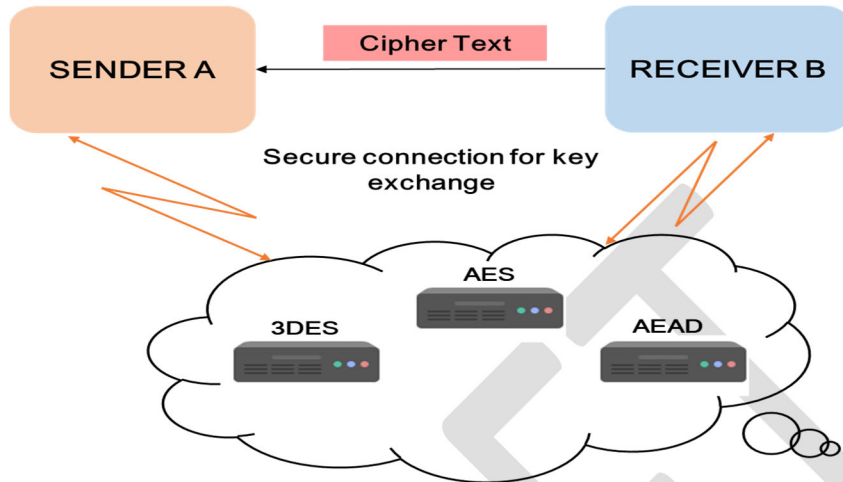 Cipher Text
SENDER A
RECEIVER B
Secure connection for key
exchange
AES
3DES
AEAD